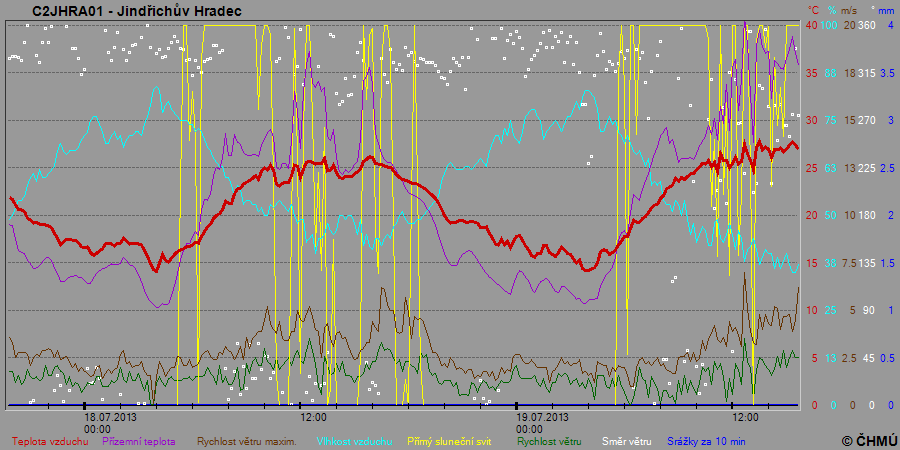 C2JHRA01 - Jindřichův Hradec
°C % m/s ° mm
40 100 20 360 4
35 88 18 315 3.5
30 75 15 270 3
25 63 13 225 2.5
20 50 10 180 2
15 38 7.5 135 1.5
10 25 5 90 1
5 13 2.5 45 0.5
0 0 0 0 0
18.07.2013 12:00 19.07.2013 12:00
00:00 00:00
Teplota vzduchu Přízemní teplota Rychlost větru maxim. Vlhkost vzduchu Přímý sluneční svit Rychlost větru Směr větru Srážky za 10 min © ČHMÚ